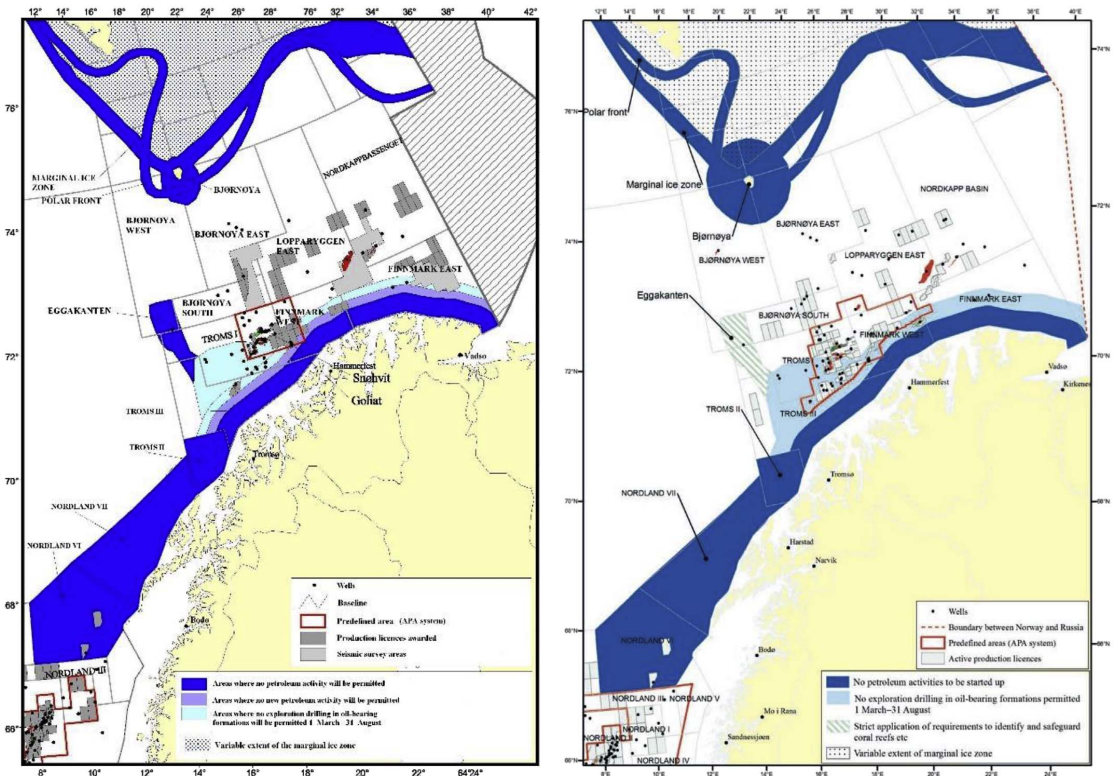 12° 14° 16° 18° 20° 22° 24° 26° 76° 32° 34° 36° 38° 40° 42°
78°
76°
74°
72°
70°
68°
66°
MARGINAL ICE
ZONE
POLAR FRONT
BJØRNØYA
NORDKAPPBASSENGET
BJØRNØYA
WEST
BJØRNØYA EAST
LOPPARYGGEN
EAST
FINNMARK EAST
EGGAKANTEN
BJØRNØYA
SOUTH
FINNMARK
TROMS I
Hammerfest
Vadsø
Snøhvit
Goliat
TROMS III
TROMS II
Tromsø
NORDLAND VII
NORDLAND VI
Bodø
NORDLAND III
Wells
Baseline
Predefined area (APA system)
Production licences awarded
Seismic survey areas
Areas where no petroleum activity will be permitted
Areas where no new petroleum activity will be permitted
Areas where no exploration drilling in oil-bearing
formations will be permitted 1 March - 31 August
Variable extent of the marginal ice zone
8° 10° 12° 14° 16° 18° 20° 22°
Polar front
Marginal ice zone
Bjørnøya
NORDKAPP BASIN
BJØRNØYA EAST
BJØRNØYA WEST
LOPPARYGGEN EAST
Eggakanten
BJØRNØYA SOUTH
FINNMARK EAST
FINNMARK WEST
TROMS I
Hammerfest
Vadsø
Kirkenes
TROMS II
TROMS III
Tromsø
NORDLAND VII
Harstad
Narvik
NORDLAND VI
Bodø
NORDLAND III
NORDLAND V
Mo i Rana
NORDLAND I
Sandnessjøen
NORDLAND IV
Wells
Boundary between Norway and Russia
Predefined areas (APA system)
Active production licences
No petroleum activities to be started up
No exploration drilling in oil-bearing formations permitted
1 March–31 August
Strict application of requirements to identify and safeguard
coral reefs etc
Variable extent of marginal ice zone